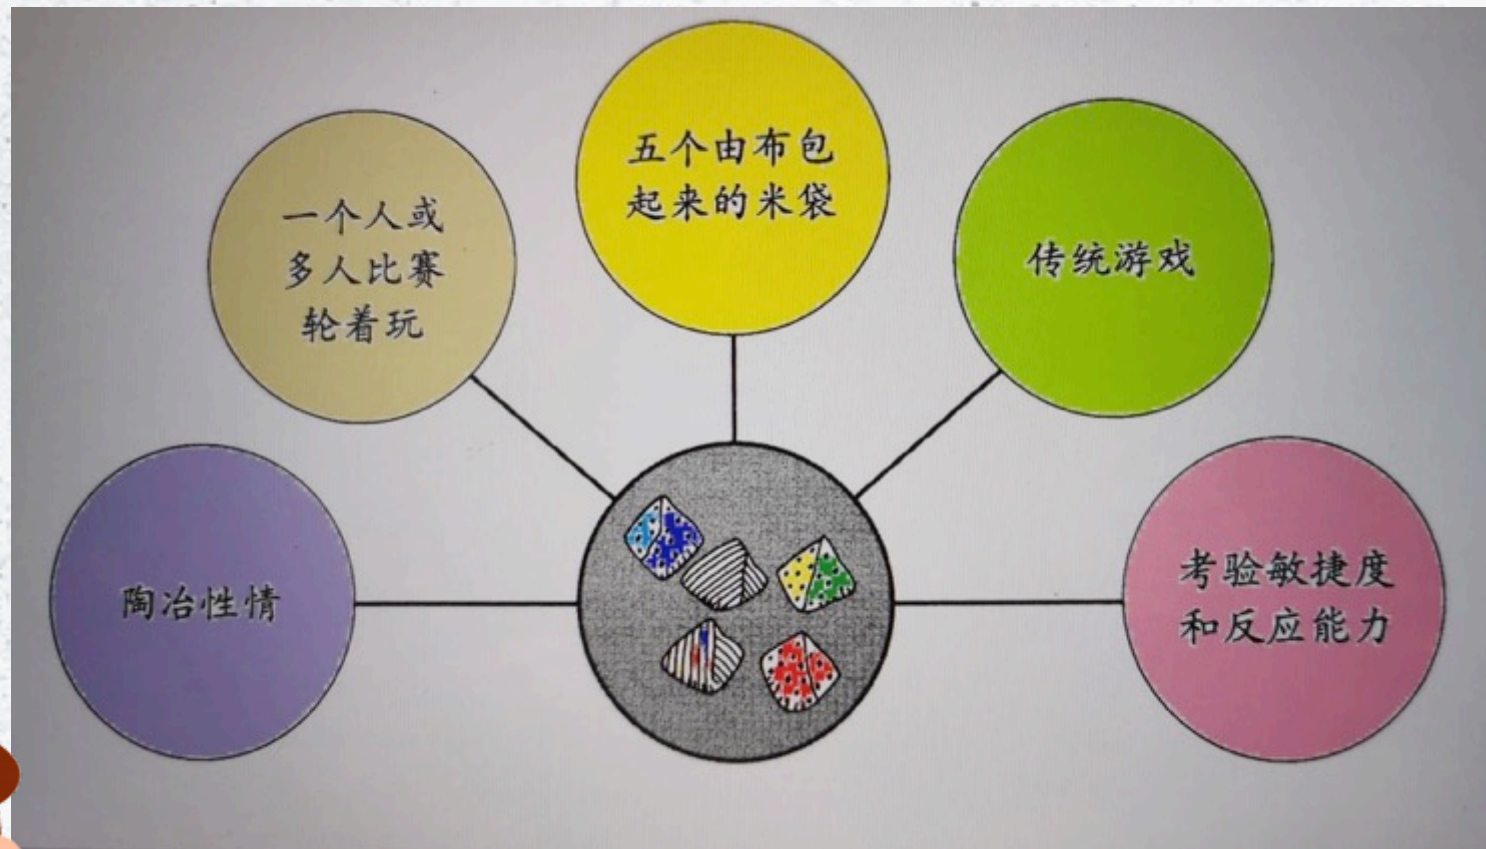 五个由布包
起来的米袋
一个人或
多人比赛
轮着玩
传统游戏
陶冶性情
考验敏捷度
和反应能力